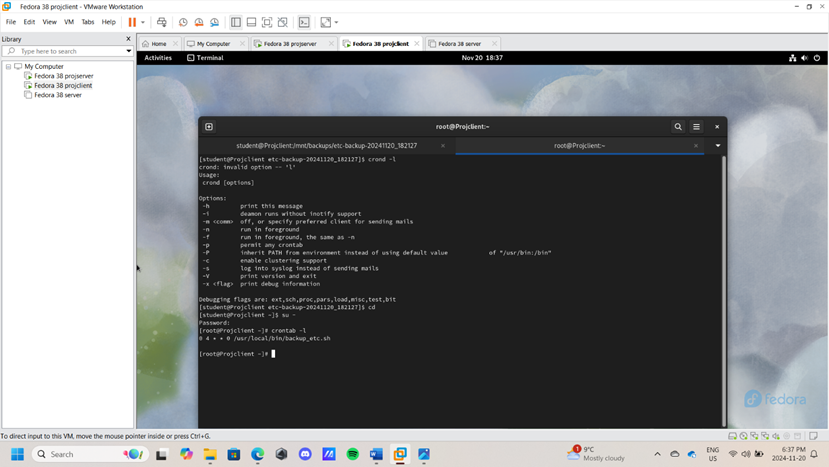 Fedora 38 projclient - VMware Workstation
File Edit View VM Tabs Help
Library
Type here to search
My Computer
Fedora 38 projserver
Fedora 38 projclient
Fedora 38 server
Home
My Computer
Fedora 38 projserver
Fedora 38 projclient
Fedora 38 server
Activities
Terminal
Nov 20 18:37
root@Projclient:~
student@Projclient:/mnt/backups/etc-backup-20241120_182127
root@Projclient:~
[student@Projclient etc-backup-20241120_182127]$ crond -l
crond: invalid option -- 'l'
Usage:
crond [options]
Options:
-h print this message
-i deamon runs without inotify support
-m <comm> off, or specify preferred client for sending mails
-n run in foreground
-f run in foreground, the same as -n
-p permit any crontab
-P inherit PATH from environment instead of using default value of "/usr/bin:/bin"
-c enable clustering support
-s log into syslog instead of sending mails
-V print version and exit
-x <flag> print debug information
Debugging flags are: ext,sch,proc,pars,load,misc,test,bit
[student@Projclient etc-backup-20241120_182127]$ cd
[student@Projclient ~]$ su -
Password:
[root@Projclient ~]# crontab -l
0 4 * * 0 /usr/local/bin/backup_etc.sh
[root@Projclient ~]#
fedora
To direct input to this VM, move the mouse pointer inside or press Ctrl+G.
Search
1
9°C
Mostly cloudy
ENG
US
6:37 PM
2024-11-20